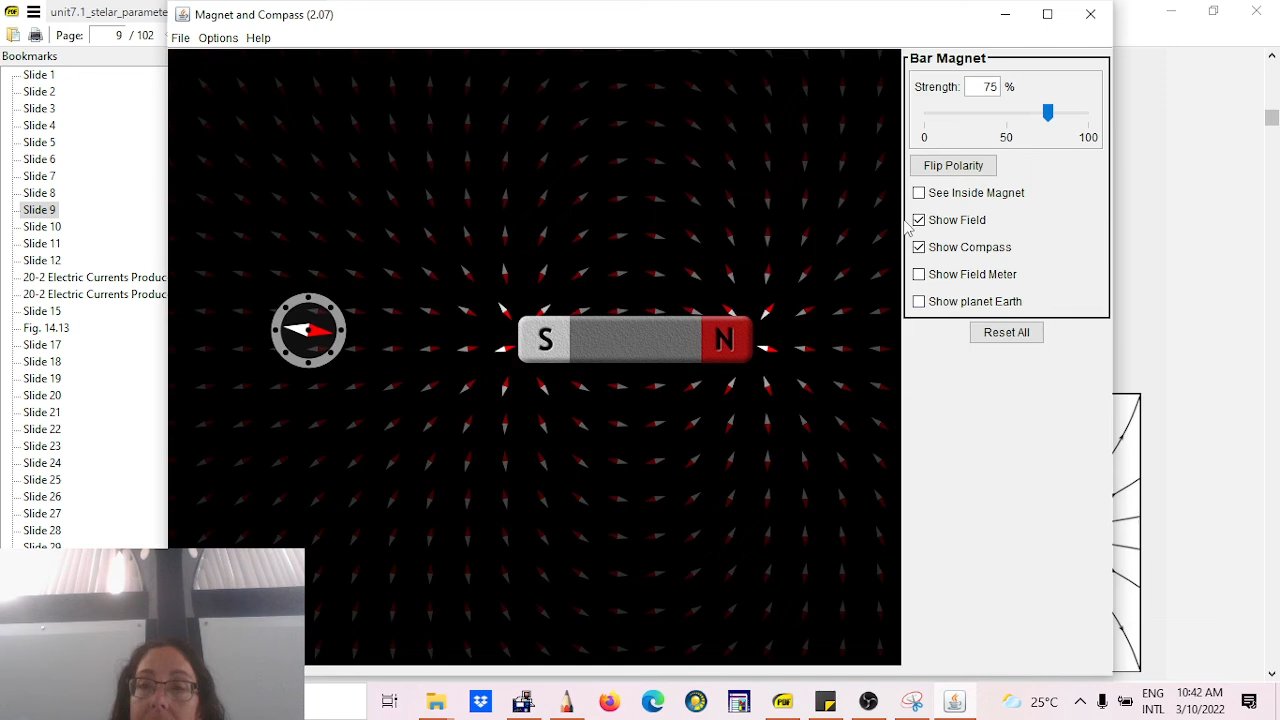 unit7.1_stelar_paramete
Magnet and Compass (2.07)
Page: 9 / 102
File Options Help
Bookmarks
Slide 1
Slide 2
Slide 3
Slide 4
Slide 5
Slide 6
Slide 7
Slide 8
Slide 9
Slide 10
Slide 11
Slide 12
20-2 Electric Currents Produc
20-2 Electric Currents Produc
Slide 15
Fig. 14.13
Slide 17
Slide 18
Slide 19
Slide 20
Slide 21
Slide 22
Slide 23
Slide 24
Slide 25
Slide 26
Slide 27
Slide 28
Slide 29
S
N
Bar Magnet
Strength: 75 %
0 50 100
Flip Polarity
See Inside Magnet
Show Field
Show Compass
Show Field Meter
Show planet Earth
Reset All
25°C
ENG
INTL
10:42 AM
3/10/2022